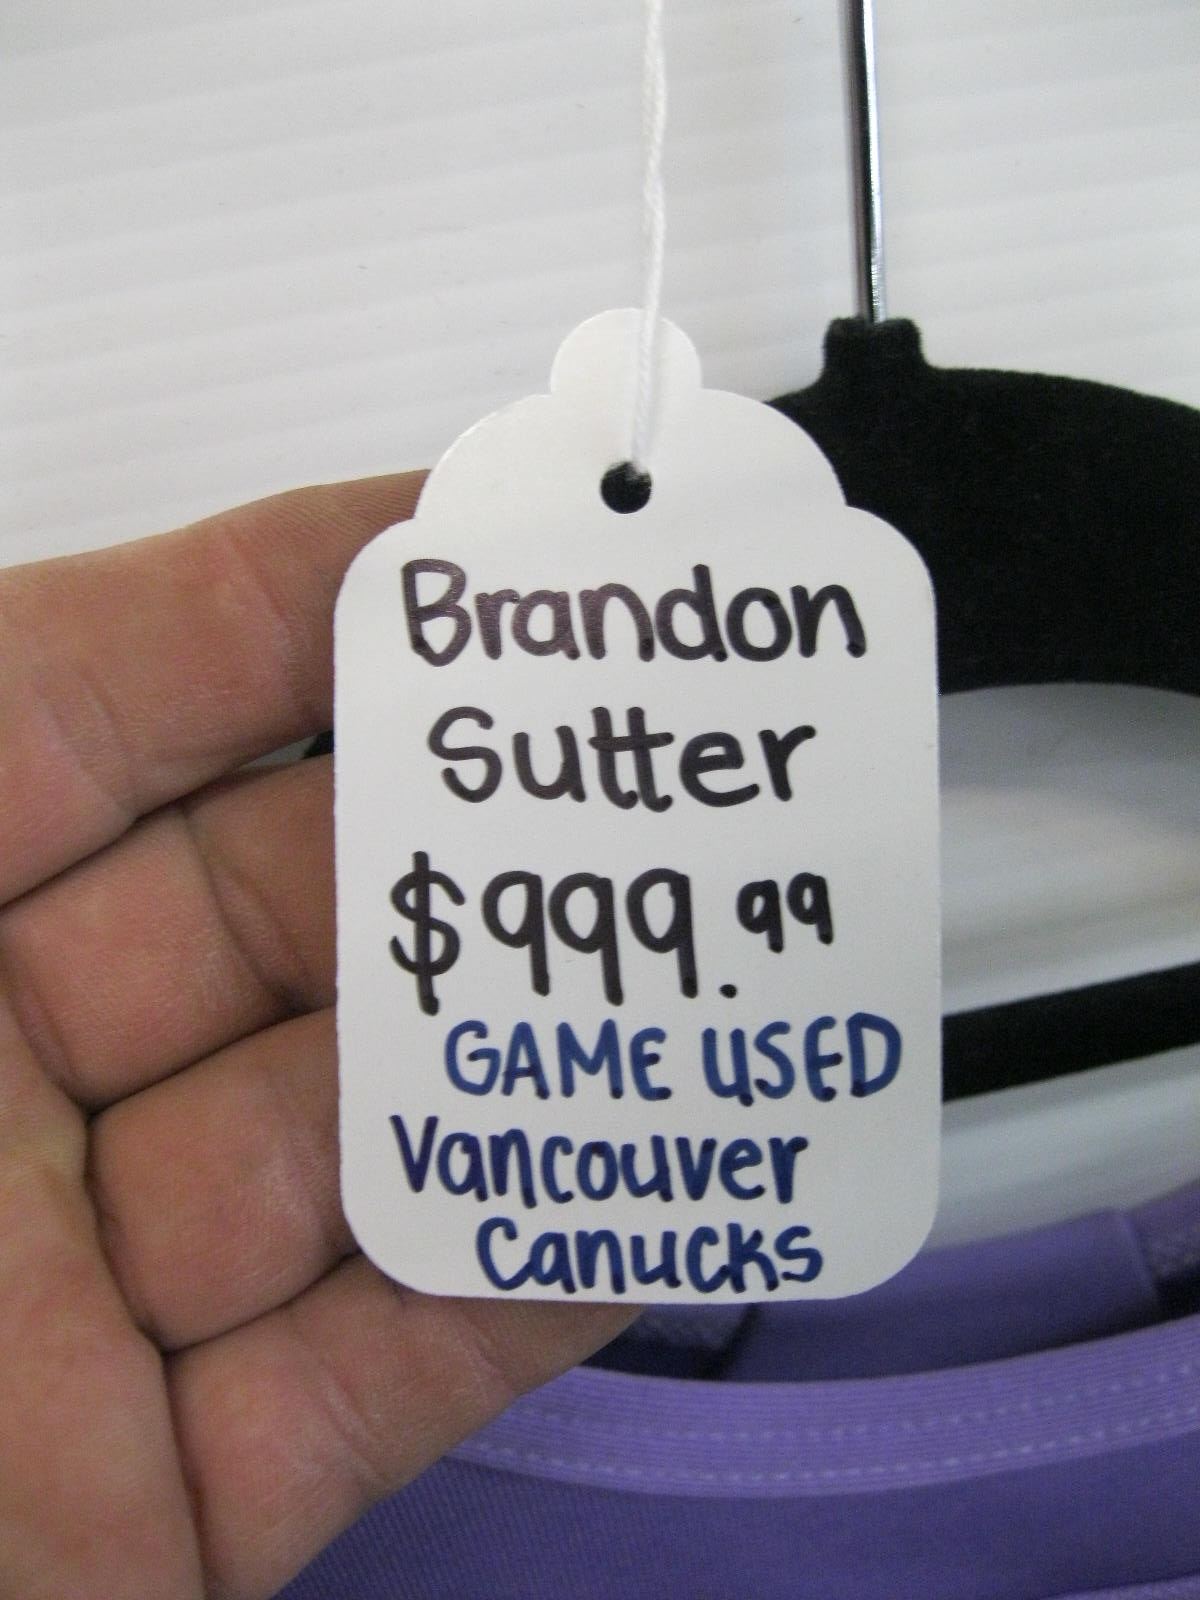 Brandon
Sutter
$999.99
GAME USED
Vancouver
Canucks